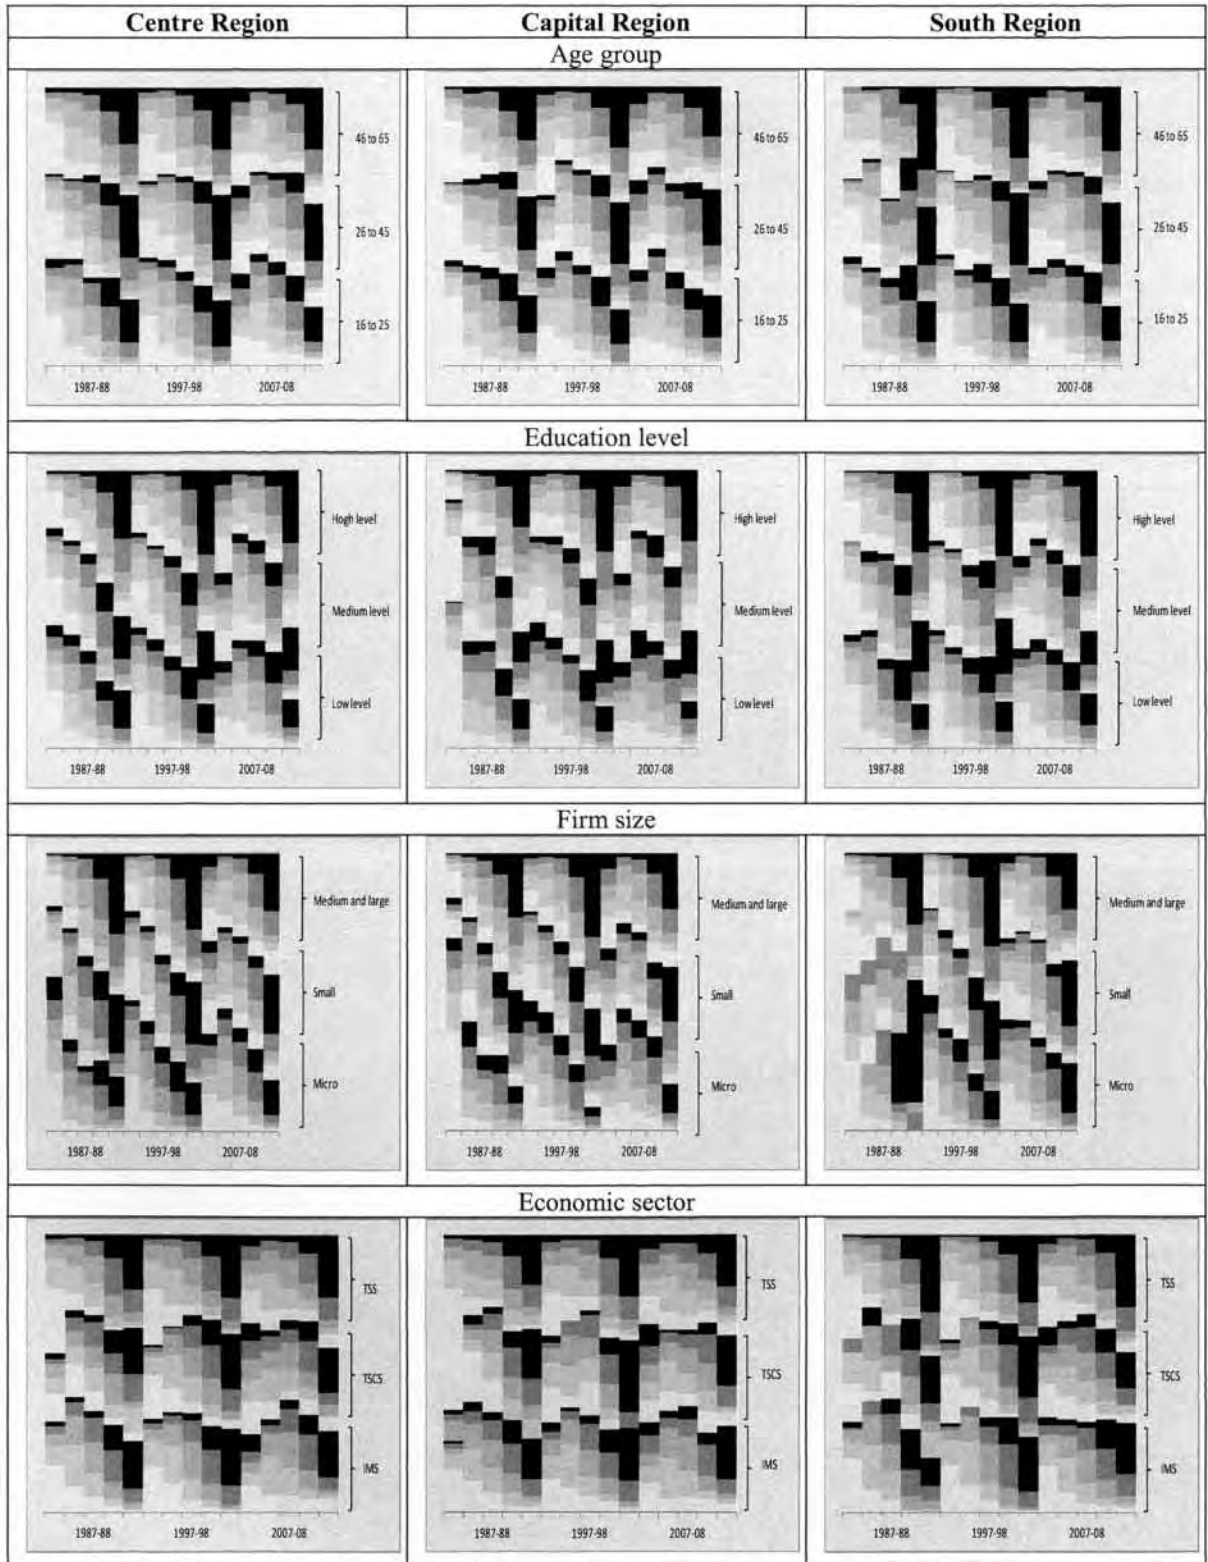 Centre Region Capital Region South Region
Age group
46 to 65
26 to 45
16 to 25
1987-88 1997-98 2007-08
46 to 65
26 to 45
16 to 25
1987-88 1997-98 2007-08
46 to 65
26 to 45
16 to 25
1987-88 1997-98 2007-08
Education level
Hogh level
Medium level
Low level
1987-88 1997-98 2007-08
High level
Medium level
Low level
1987-88 1997-98 2007-08
High level
Medium level
Low level
1987-88 1997-98 2007-08
Firm size
Medium and large
Small
Micro
1987-88 1997-98 2007-08
Medium and large
Small
Micro
1987-88 1997-98 2007-08
Medium and large
Small
Micro
1987-88 1997-98 2007-08
Economic sector
TSS
TSCS
IMS
1987-88 1997-98 2007-08
TSS
TSCS
IMS
1987-88 1997-98 2007-08
TSS
TSCS
IMS
1987-88 1997-98 2007-08